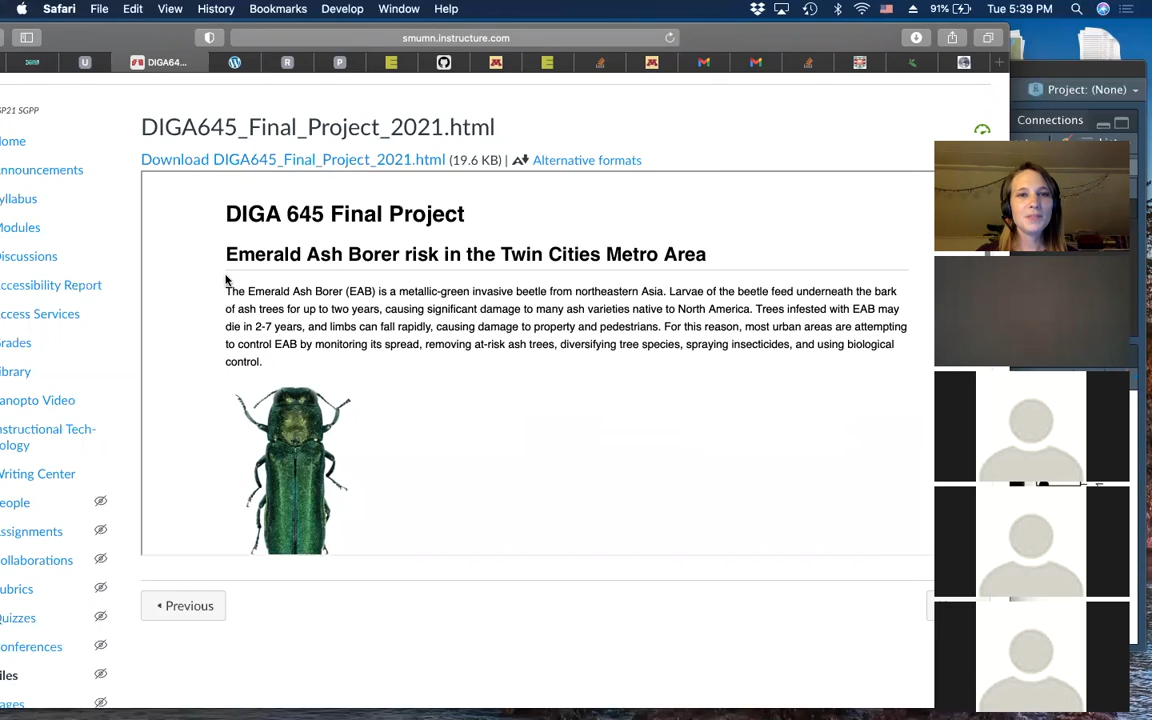 Safari File Edit View History Bookmarks Develop Window Help 91% Tue 5:39 PM
smumn.instructure.com
U DIGA64... R P E E
Project: (None)
Connections
SP21 SGPP
ome
nnouncements
yllabus
odules
iscussions
ccessibility Report
ccess Services
rades
ibrary
anopto Video
nstructional Tech-
ology
Writing Center
eople
ssignments
ollaborations
ubrics
uizzes
onferences
iles
ages
DIGA645_Final_Project_2021.html
Download DIGA645_Final_Project_2021.html (19.6 KB) | Alternative formats
DIGA 645 Final Project
Emerald Ash Borer risk in the Twin Cities Metro Area
The Emerald Ash Borer (EAB) is a metallic-green invasive beetle from northeastern Asia. Larvae of the beetle feed underneath the bark
of ash trees for up to two years, causing significant damage to many ash varieties native to North America. Trees infested with EAB may
die in 2-7 years, and limbs can fall rapidly, causing damage to property and pedestrians. For this reason, most urban areas are attempting
to control EAB by monitoring its spread, removing at-risk ash trees, diversifying tree species, spraying insecticides, and using biological
control.
Previous